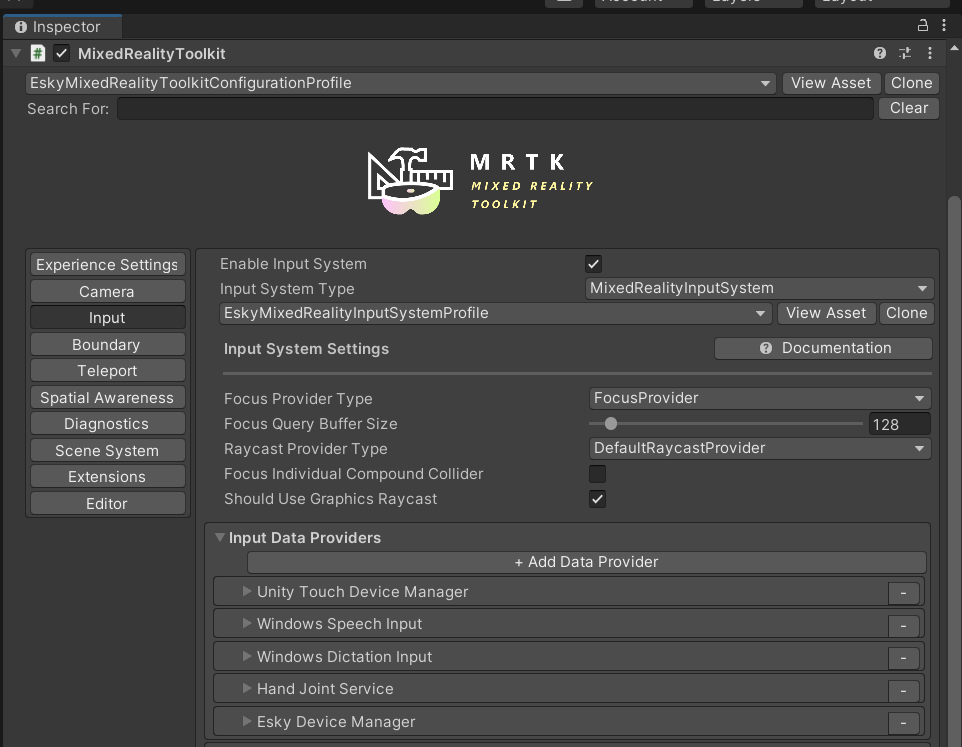 Account
Layers
Layout
Inspector
# MixedRealityToolkit
EskyMixedRealityToolkitConfigurationProfile View Asset Clone
Search For: Clear
MRTK
MIXED REALITY
TOOLKIT
Experience Settings
Camera
Input
Boundary
Teleport
Spatial Awareness
Diagnostics
Scene System
Extensions
Editor
Enable Input System
Input System Type MixedRealityInputSystem
EskyMixedRealityInputSystemProfile View Asset Clone
Input System Settings Documentation
Focus Provider Type FocusProvider
Focus Query Buffer Size 128
Raycast Provider Type DefaultRaycastProvider
Focus Individual Compound Collider
Should Use Graphics Raycast
Input Data Providers
+ Add Data Provider
Unity Touch Device Manager -
Windows Speech Input -
Windows Dictation Input -
Hand Joint Service -
Esky Device Manager -